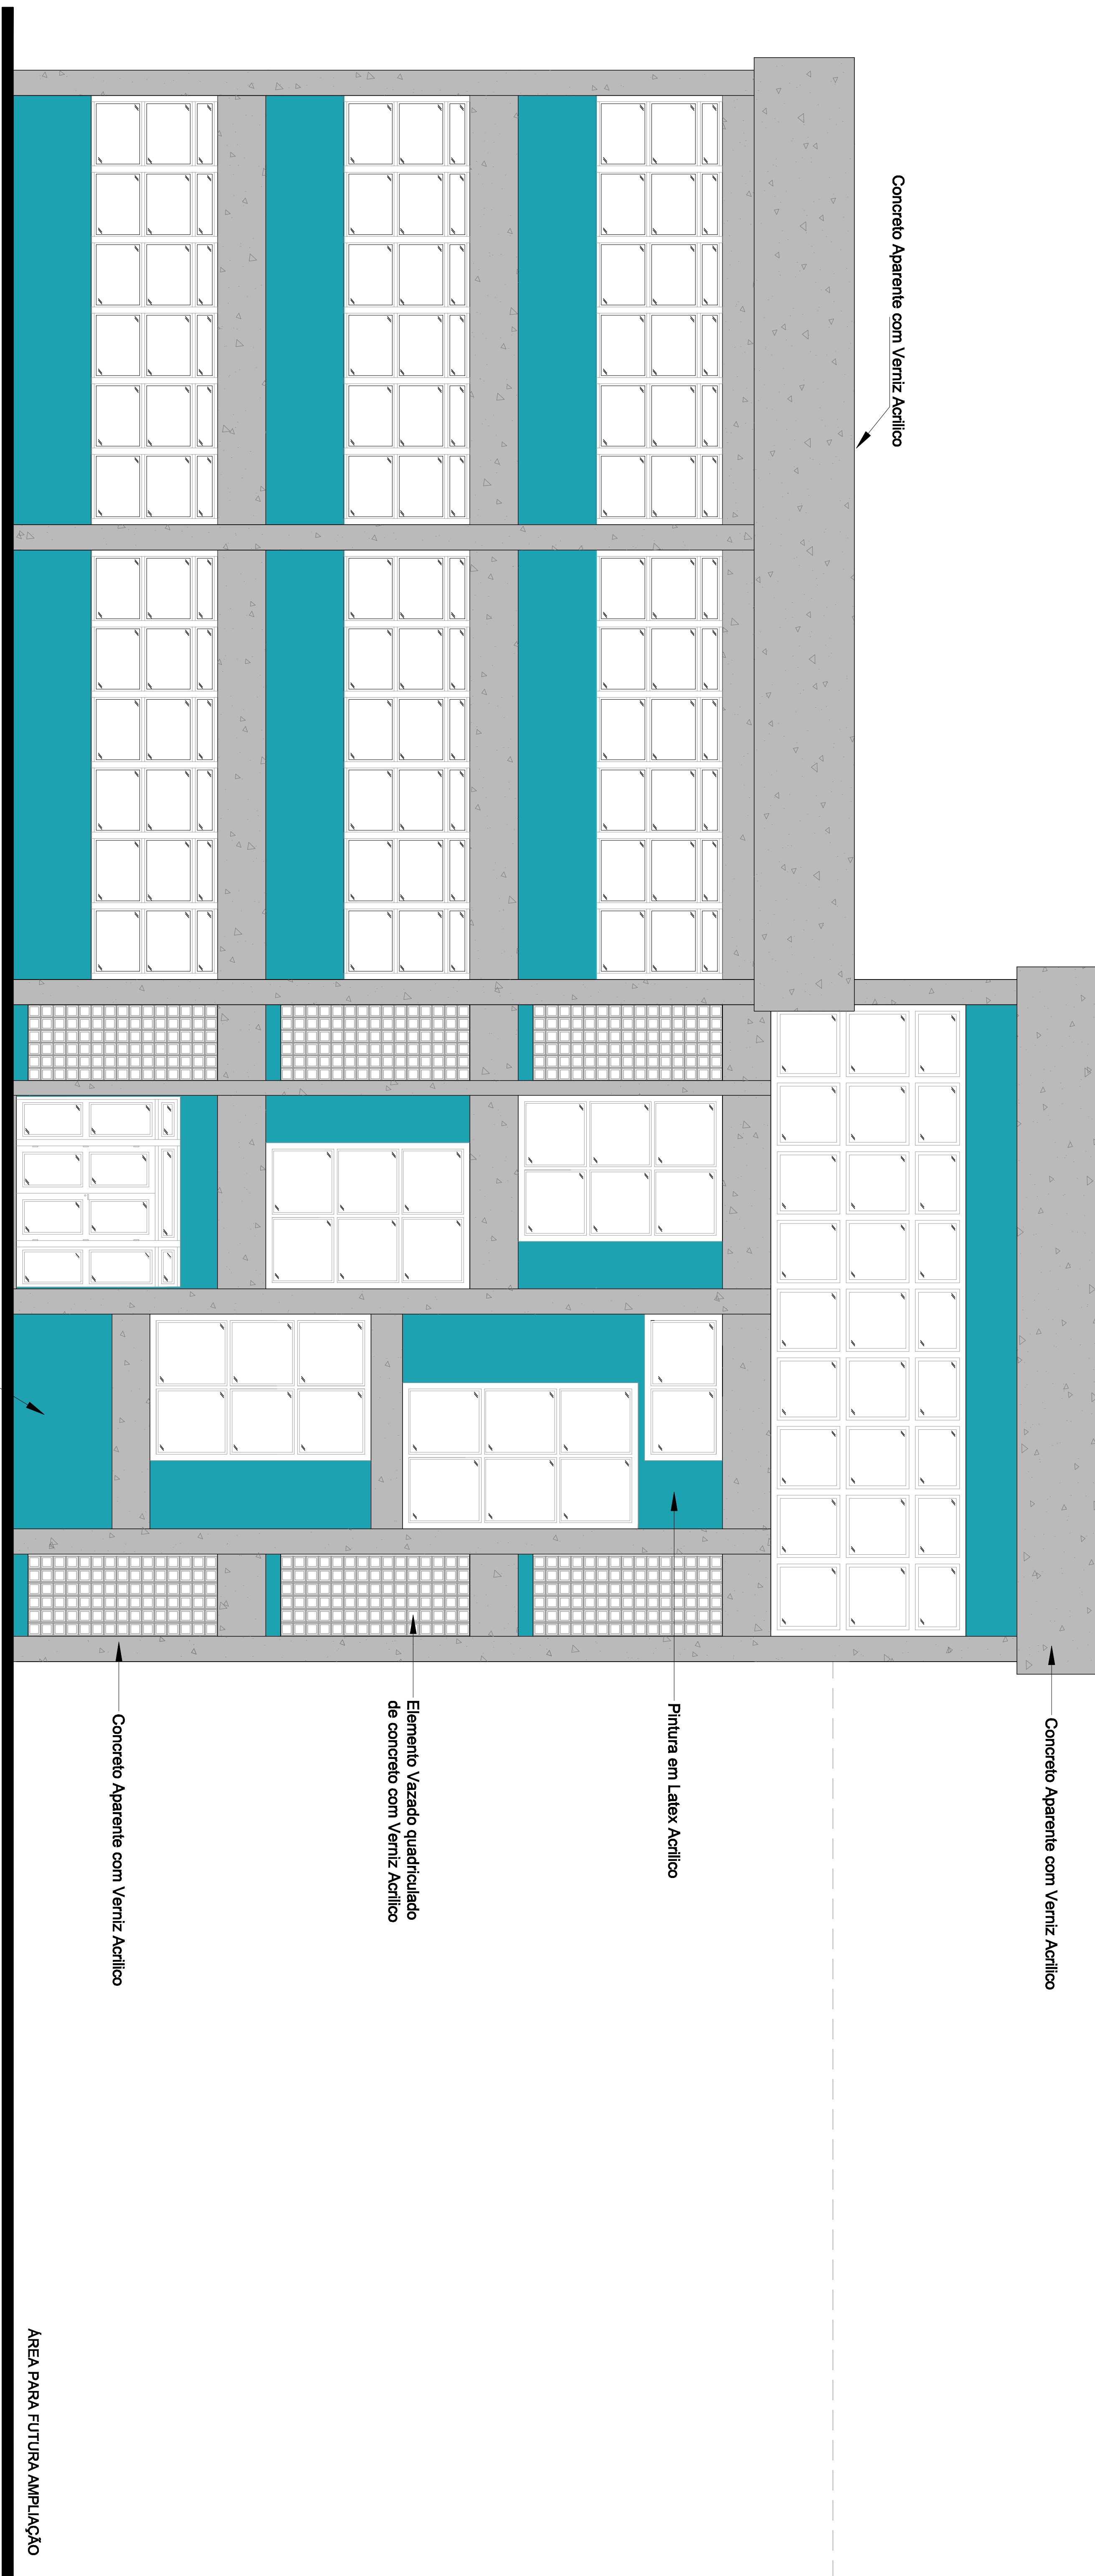 Concreto Aparente com Verniz Acrilico
Concreto Aparente com Verniz Acrilico
Pintura em Latex Acrilico
Elemento Vazado quadriculado
de concreto com Verniz Acrilico
Concreto Aparente com Verniz Acrilico
ÁREA PARA FUTURA AMPLIAÇÃO